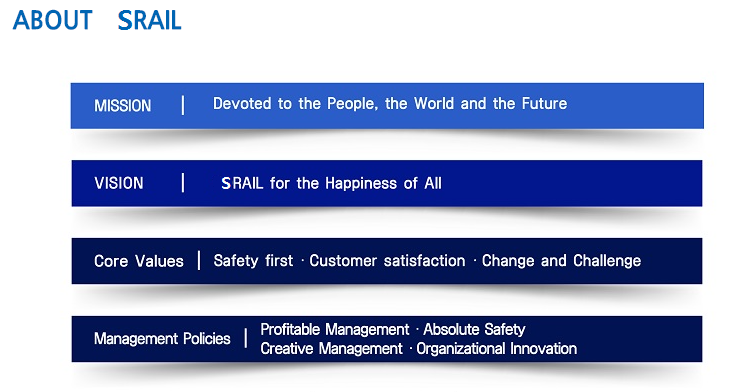 ABOUT SRAIL
MISSION | Devoted to the People, the World and the Future
VISION | SRAIL for the Happiness of All
Core Values | Safety first · Customer satisfaction · Change and Challenge
Management Policies | Profitable Management · Absolute Safety
Creative Management · Organizational Innovation